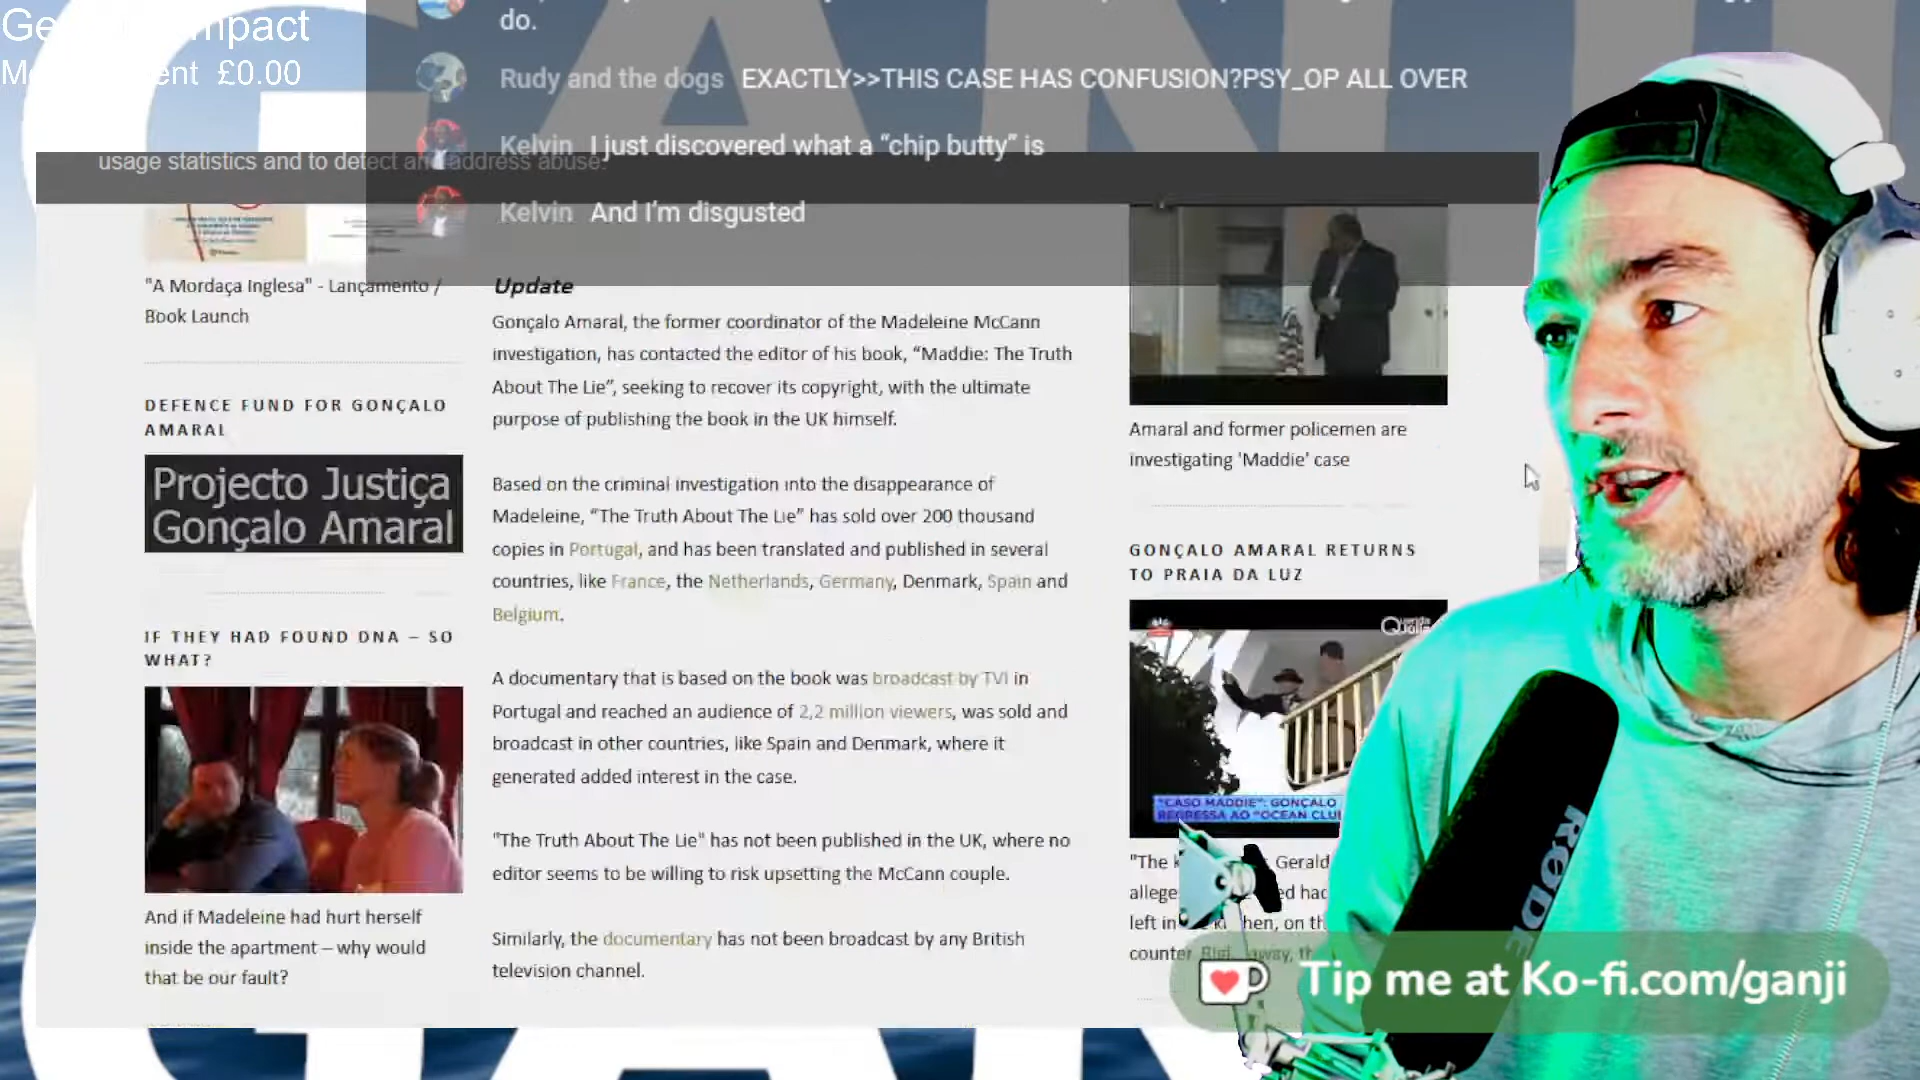 do.
Rudy and the dogs EXACTLY>>THIS CASE HAS CONFUSION?PSY_OP ALL OVER
Kelvin I just discovered what a “chip butty” is
Kelvin And I’m disgusted
£0.00
usage statistics and to detect and address abuse.
"A Mordaça Inglesa" - Lançamento /
Book Launch
DEFENCE FUND FOR GONÇALO
AMARAL
Projecto Justiça
Gonçalo Amaral
IF THEY HAD FOUND DNA – SO
WHAT?
And if Madeleine had hurt herself
inside the apartment – why would
that be our fault?
Update
Gonçalo Amaral, the former coordinator of the Madeleine McCann
investigation, has contacted the editor of his book, “Maddie: The Truth
About The Lie”, seeking to recover its copyright, with the ultimate
purpose of publishing the book in the UK himself.
Based on the criminal investigation into the disappearance of
Madeleine, “The Truth About The Lie” has sold over 200 thousand
copies in Portugal, and has been translated and published in several
countries, like France, the Netherlands, Germany, Denmark, Spain and
Belgium.
A documentary that is based on the book was broadcast by TVI in
Portugal and reached an audience of 2,2 million viewers, was sold and
broadcast in other countries, like Spain and Denmark, where it
generated added interest in the case.
"The Truth About The Lie" has not been published in the UK, where no
editor seems to be willing to risk upsetting the McCann couple.
Similarly, the documentary has not been broadcast by any British
television channel.
Amaral and former policemen are
investigating 'Maddie' case
GONÇALO AMARAL RETURNS
TO PRAIA DA LUZ
"CASO MADDIE": GONÇALO
REGRESSA AO "OCEAN CLU
"The Gerald
left in
counter
RØDE
Tip me at Ko-fi.com/ganji